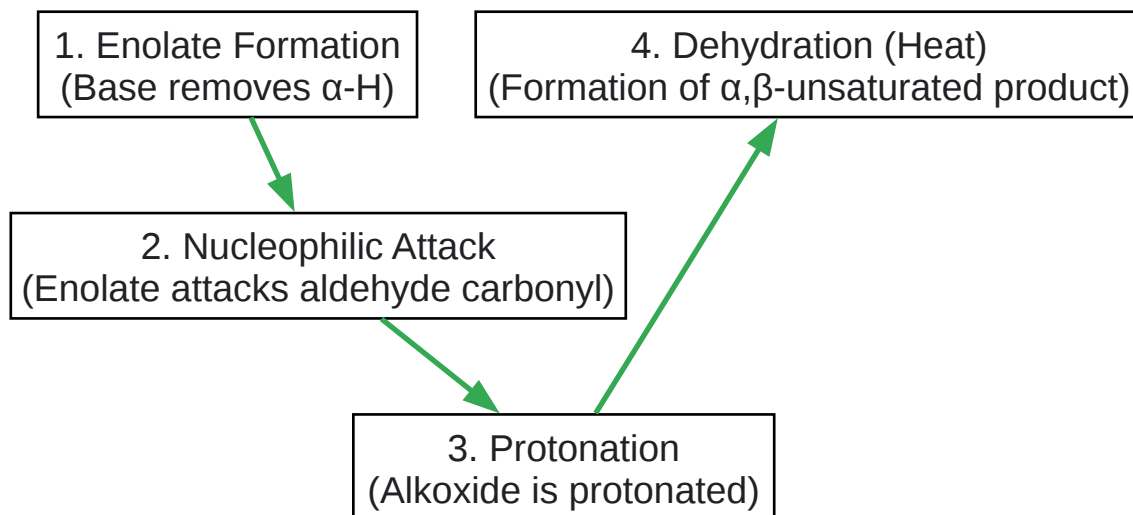 1. Enolate Formation
(Base removes α-H)
2. Nucleophilic Attack
(Enolate attacks aldehyde carbonyl)
3. Protonation
(Alkoxide is protonated)
4. Dehydration (Heat)
(Formation of α,β-unsaturated product)